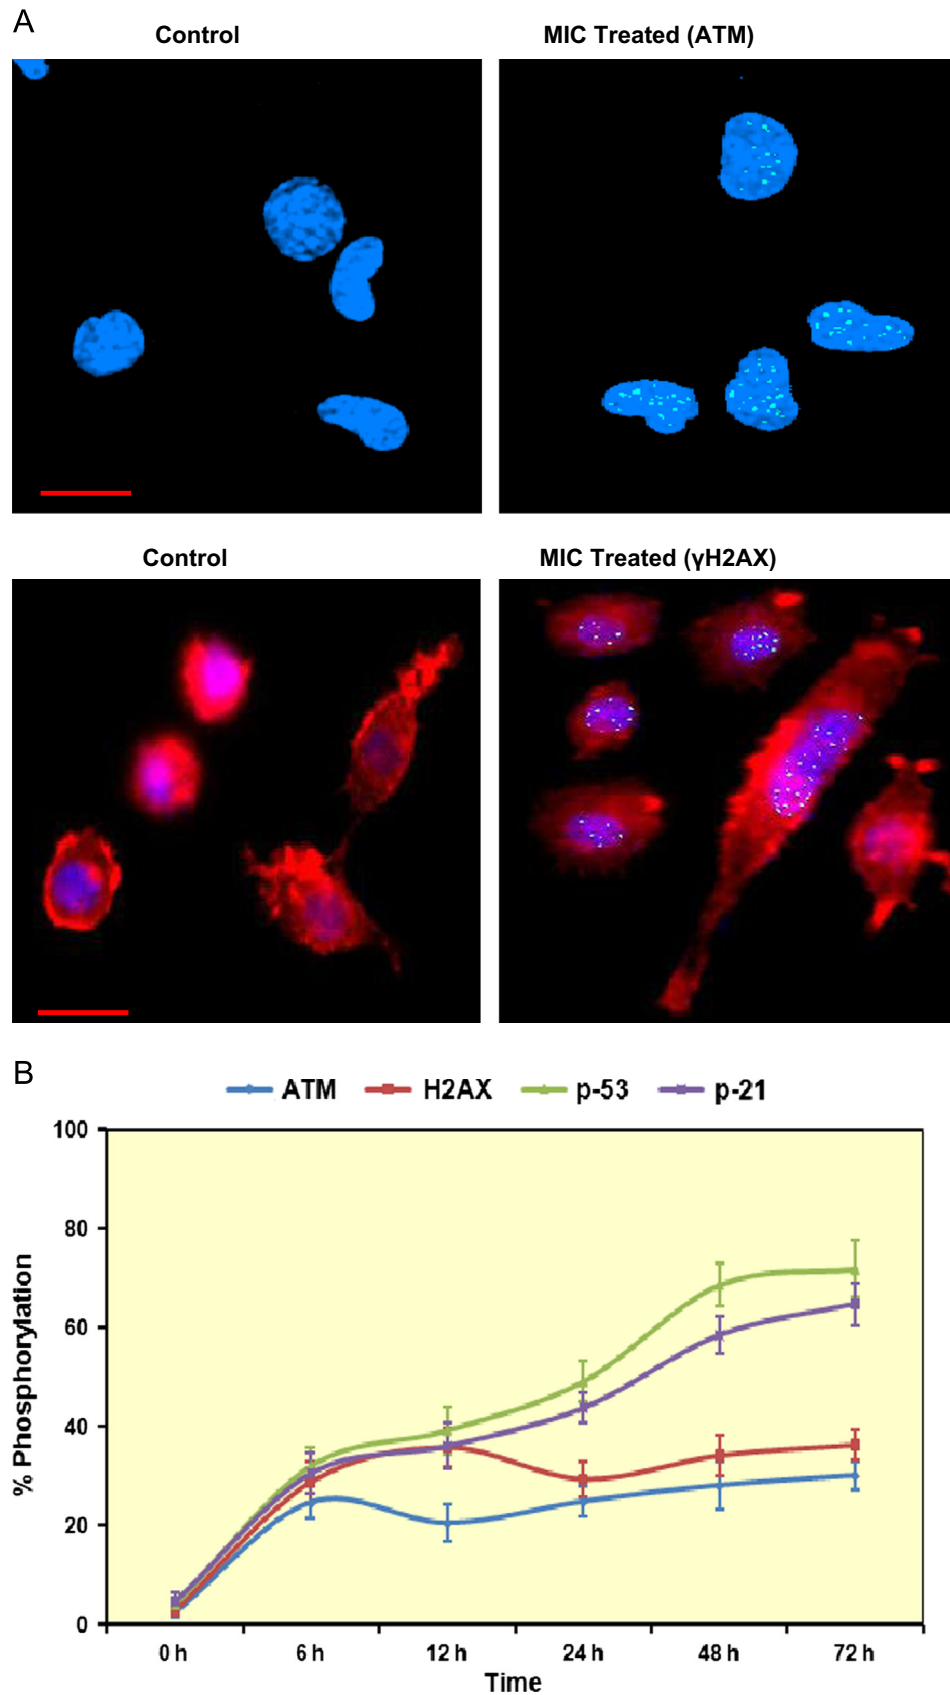 A
Control
MIC Treated (ATM)
Control
MIC Treated (γH2AX)
B
ATM
H2AX
p-53
p-21
% Phosphorylation
100
80
60
40
20
0
0 h
6 h
12 h
24 h
48 h
72 h
Time